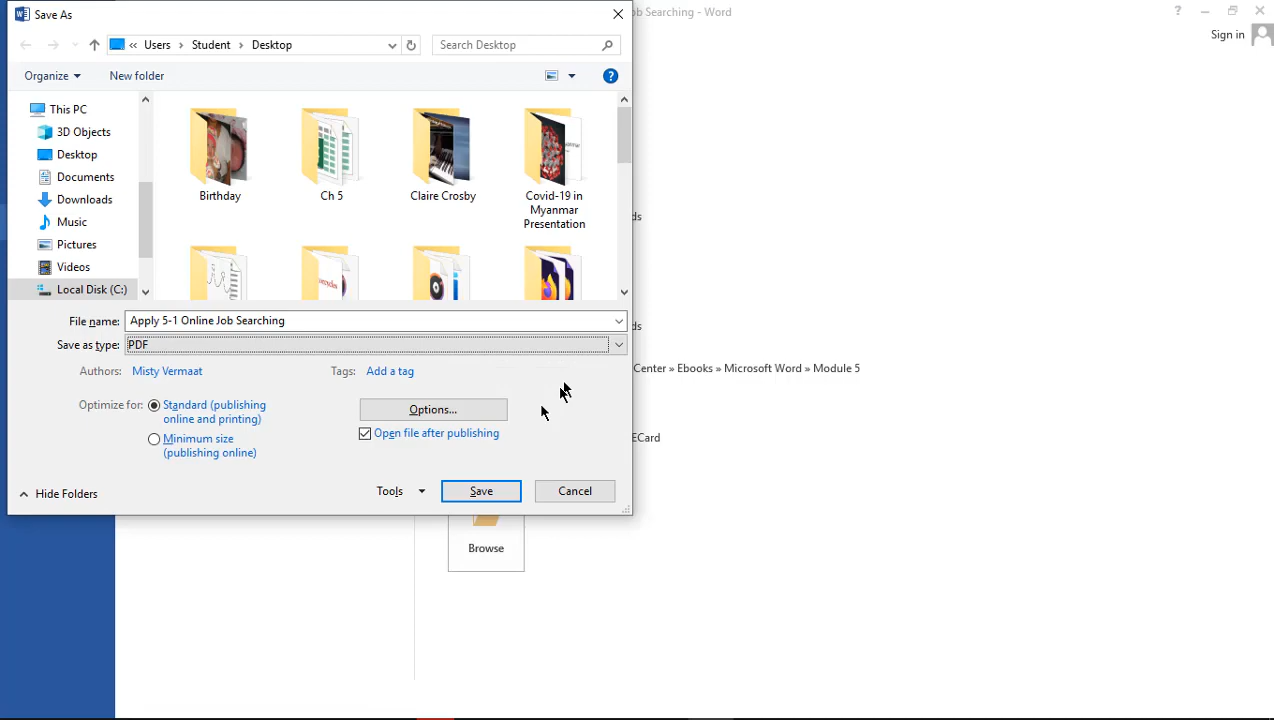 Save As
ob Searching - Word
?
Sign in
« Users > Student > Desktop
Search Desktop
Organize
New folder
?
This PC
3D Objects
Desktop
Documents
Downloads
Music
Pictures
Videos
Local Disk (C:)
Birthday
Ch 5
Claire Crosby
Covid-19 in
Myanmar
Presentation
ds
ds
File name: Apply 5-1 Online Job Searching
Save as type: PDF
Authors: Misty Vermaat
Tags: Add a tag
Center » Ebooks » Microsoft Word » Module 5
Optimize for:
Standard (publishing
online and printing)
Minimum size
(publishing online)
Options...
Open file after publishing
ECard
Hide Folders
Tools
Save
Cancel
Browse